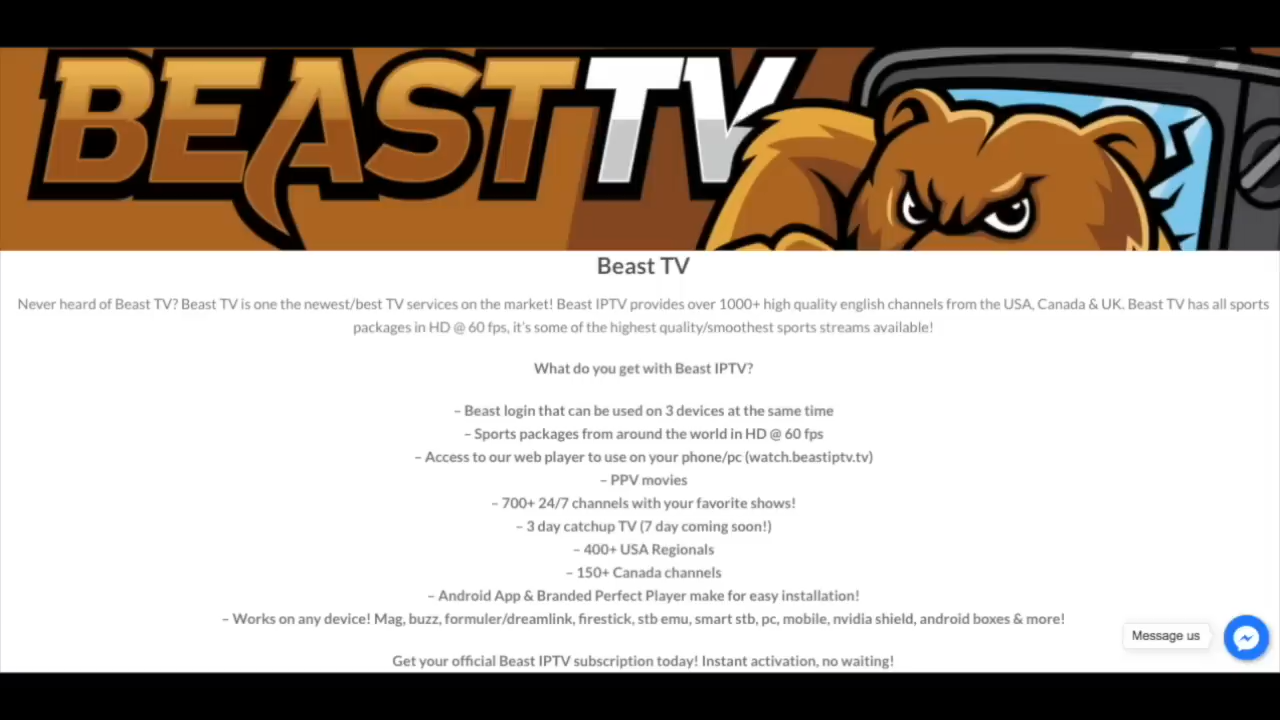 BEASTTV
Beast TV
Never heard of Beast TV? Beast TV is one the newest/best TV services on the market! Beast IPTV provides over 1000+ high quality english channels from the USA, Canada & UK. Beast TV has all sports
packages in HD @ 60 fps, it's some of the highest quality/smoothest sports streams available!
What do you get with Beast IPTV?
– Beast login that can be used on 3 devices at the same time
– Sports packages from around the world in HD @ 60 fps
– Access to our web player to use on your phone/pc (watch.beastiptv.tv)
– PPV movies
– 700+ 24/7 channels with your favorite shows!
– 3 day catchup TV (7 day coming soon!)
– 400+ USA Regionals
– 150+ Canada channels
– Android App & Branded Perfect Player make for easy installation!
– Works on any device! Mag, buzz, formuler/dreamlink, firestick, stb emu, smart stb, pc, mobile, nvidia shield, android boxes & more!
Message us
Get your official Beast IPTV subscription today! Instant activation, no waiting!